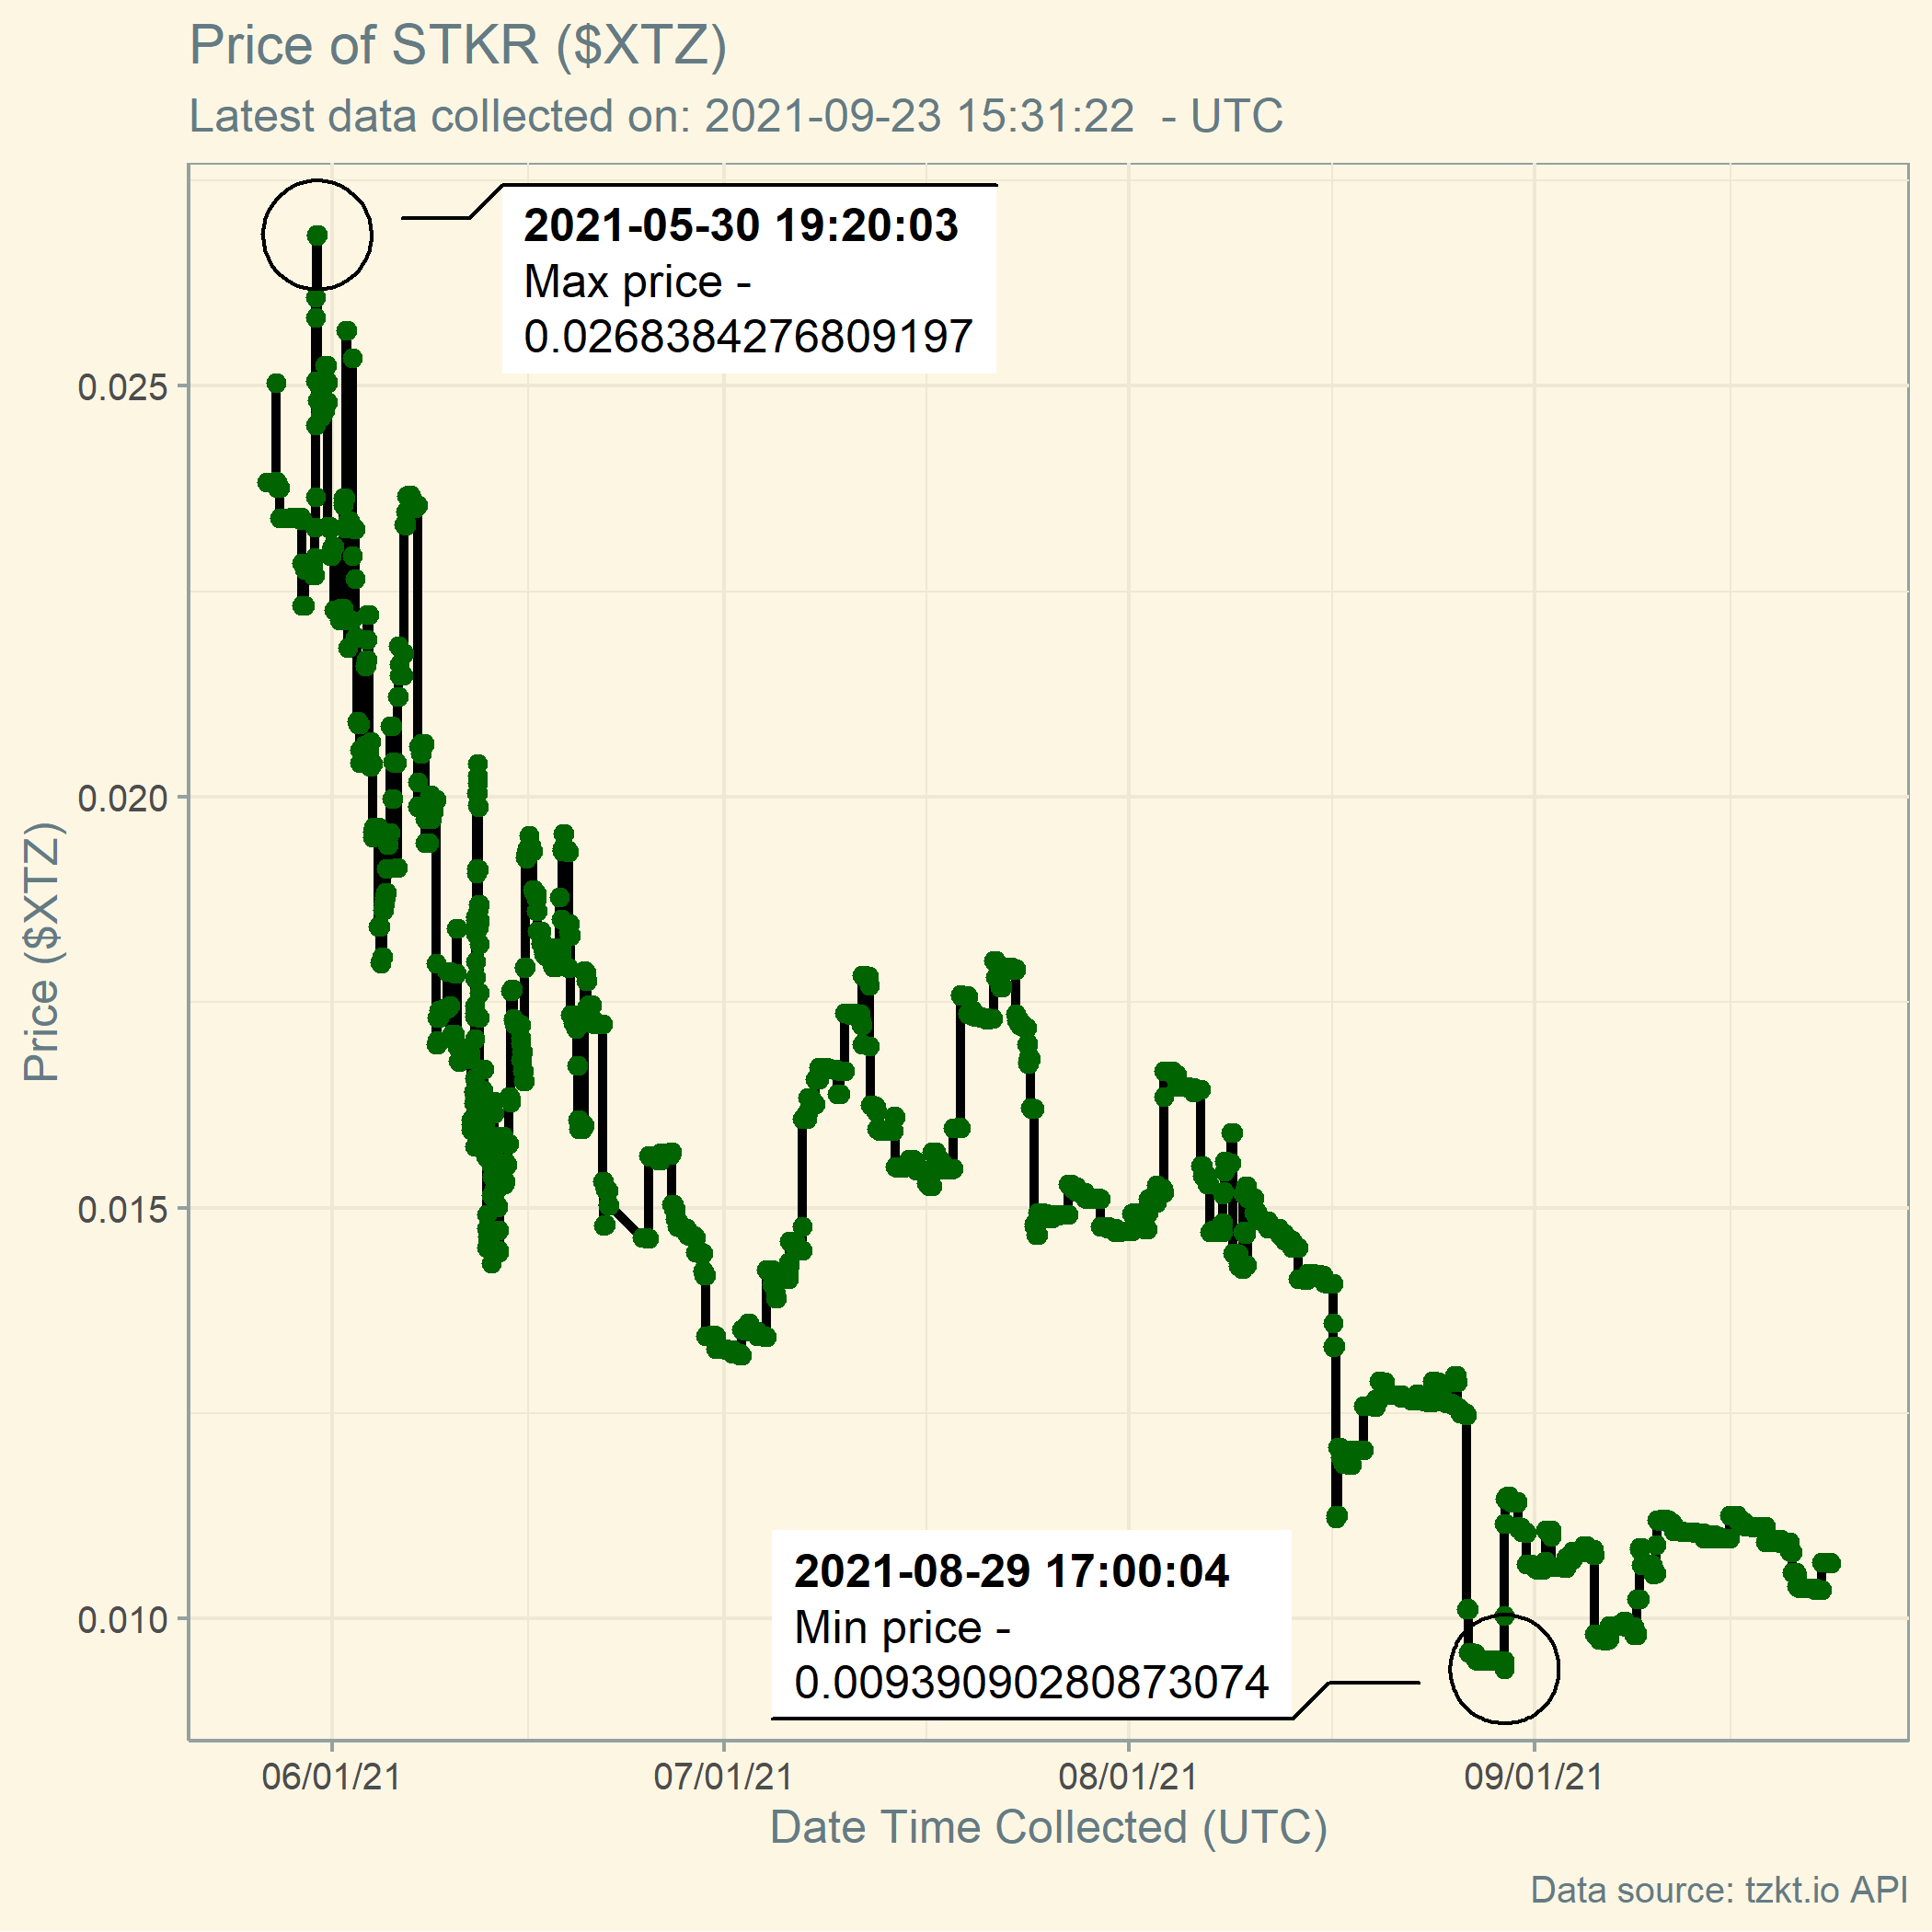 Price of STKR ($XTZ)
Latest data collected on: 2021-09-23 15:31:22  - UTC
2021-05-30 19:20:03
Max price -
0.0268384276809197
0.025
0.020
0.015
0.010
Price ($XTZ)
2021-08-29 17:00:04
Min price -
0.00939090280873074
06/01/21
07/01/21
08/01/21
09/01/21
Date Time Collected (UTC)
Data source: tzkt.io API